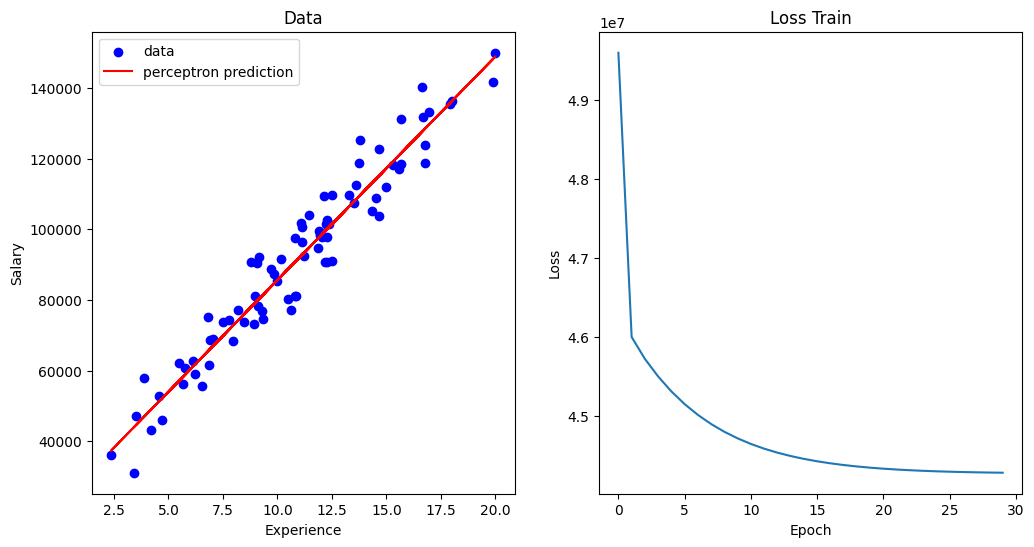 Data
data
perceptron prediction
Salary
140000
120000
100000
80000
60000
40000
2.5
5.0
7.5
10.0
12.5
15.0
17.5
20.0
Experience
Loss Train
1e7
Loss
4.9
4.8
4.7
4.6
4.5
0
5
10
15
20
25
30
Epoch